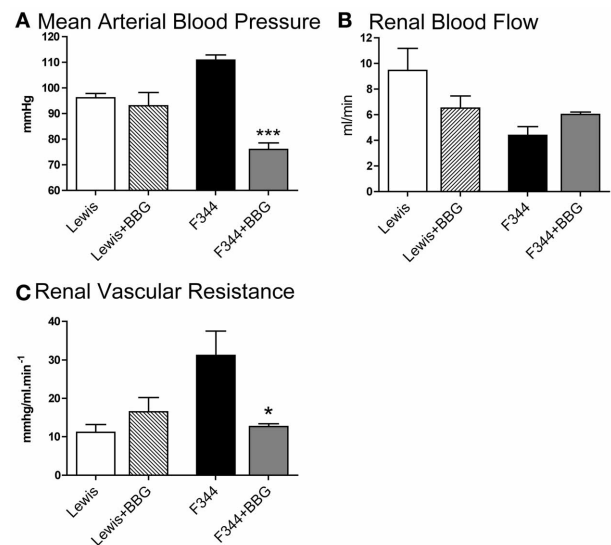 A Mean Arterial Blood Pressure
120
110
100
90
80
70
60
mmHg
***
Lewis
Lewis+BBG
F344
F344+BBG
B Renal Blood Flow
12
10
8
6
4
2
0
ml/min
Lewis
Lewis+BBG
F344
F344+BBG
C Renal Vascular Resistance
40
30
20
10
0
mmhg/ml.min⁻¹
*
Lewis
Lewis+BBG
F344
F344+BBG